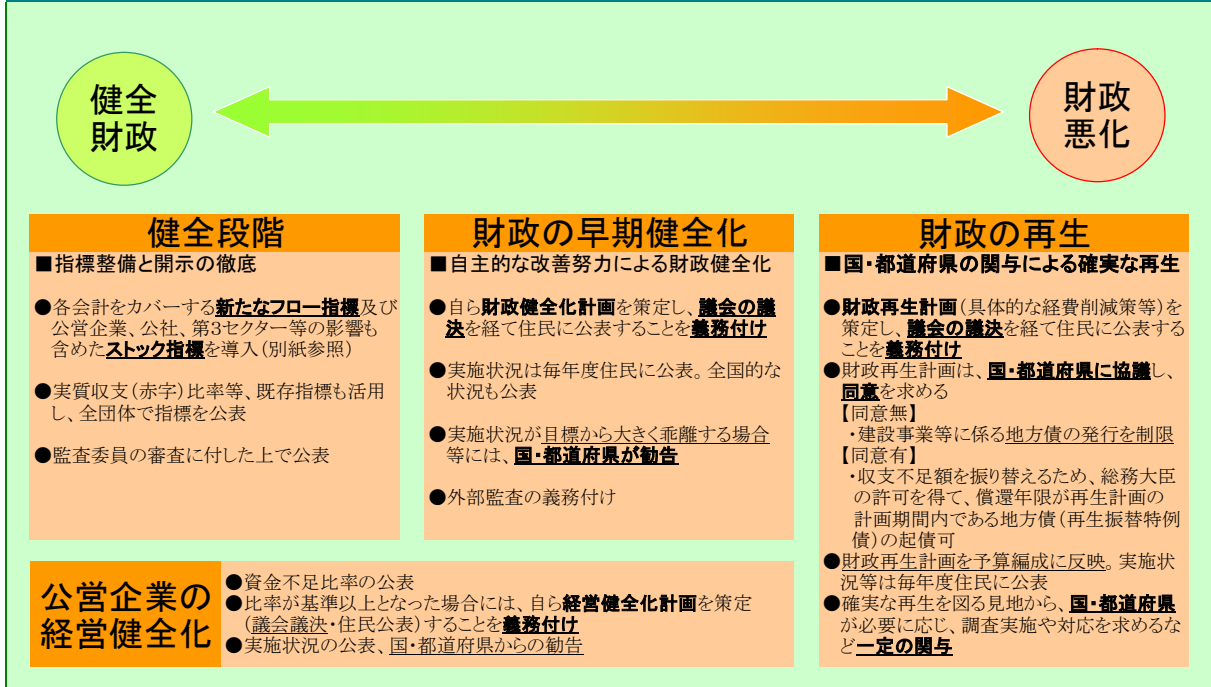 健全
財政
財政
悪化
健全段階
■指標整備と開示の徹底
●各会計をカバーする新たなフロー指標及び
公営企業、公社、第3セクター等の影響も
含めたストック指標を導入(別紙参照)
●実質収支(赤字)比率等、既存指標も活用
し、全団体で指標を公表
●監査委員の審査に付した上で公表
財政の早期健全化
■自主的な改善努力による財政健全化
●自ら財政健全化計画を策定し、議会の議
決を経て住民に公表することを義務付け
●実施状況は毎年度住民に公表。全国的な
状況も公表
●実施状況が目標から大きく乖離する場合
等には、国・都道府県が勧告
●外部監査の義務付け
財政の再生
■国・都道府県の関与による確実な再生
●財政再生計画(具体的な経費削減策等)を
策定し、議会の議決を経て住民に公表する
ことを義務付け
●財政再生計画は、国・都道府県に協議し、
同意を求める
【同意無】
・建設事業等に係る地方債の発行を制限
【同意有】
・収支不足額を振り替えるため、総務大臣
の許可を得て、償還年限が再生計画の
計画期間内である地方債(再生振替特例
債)の起債可
●財政再生計画を予算編成に反映。実施状
況等は毎年度住民に公表
●確実な再生を図る見地から、国・都道府県
が必要に応じ、調査実施や対応を求めるな
ど一定の関与
公営企業の
経営健全化
●資金不足比率の公表
●比率が基準以上となった場合には、自ら経営健全化計画を策定
(議会議決・住民公表)することを義務付け
●実施状況の公表、国・都道府県からの勧告